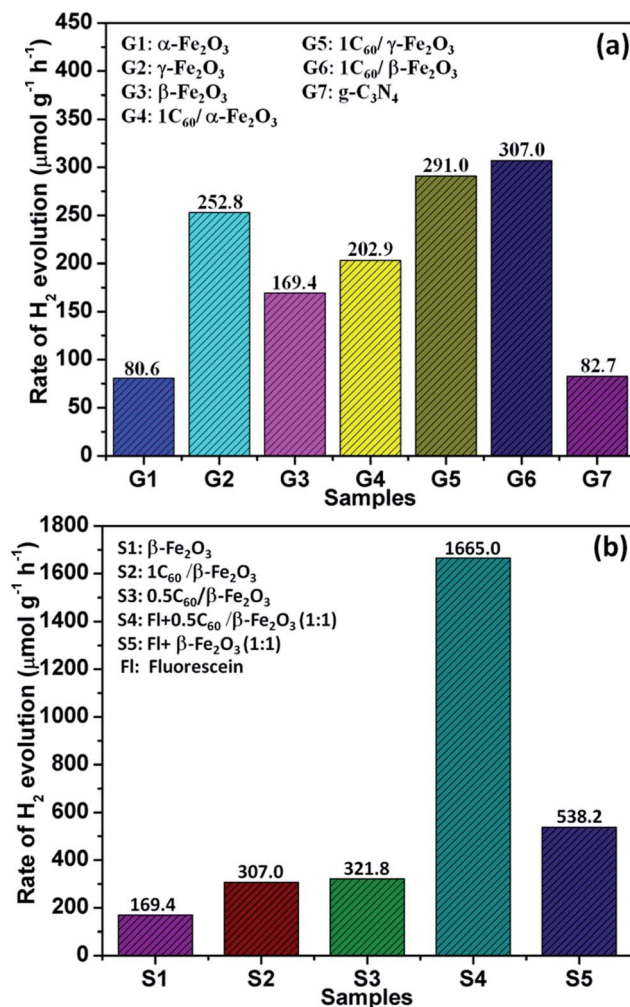 (a)
G1: α-Fe₂O₃ G5: 1C₆₀/ γ-Fe₂O₃
G2: γ-Fe₂O₃ G6: 1C₆₀/ β-Fe₂O₃
G3: β-Fe₂O₃ G7: g-C₃N₄
G4: 1C₆₀/ α-Fe₂O₃
Rate of H₂ evolution (μmol g⁻¹ h⁻¹)
450
400
350
300
250
200
150
100
50
0
80.6
252.8
169.4
202.9
291.0
307.0
82.7
G1 G2 G3 G4 G5 G6 G7
Samples
(b)
S1: β-Fe₂O₃
S2: 1C₆₀ /β-Fe₂O₃
S3: 0.5C₆₀/β-Fe₂O₃
S4: Fl+0.5C₆₀ /β-Fe₂O₃ (1:1)
S5: Fl+ β-Fe₂O₃ (1:1)
Fl: Fluorescein
Rate of H₂ evolution (μmol g⁻¹ h⁻¹)
1800
1600
1400
1200
1000
800
600
400
200
0
169.4
307.0
321.8
1665.0
538.2
S1 S2 S3 S4 S5
Samples